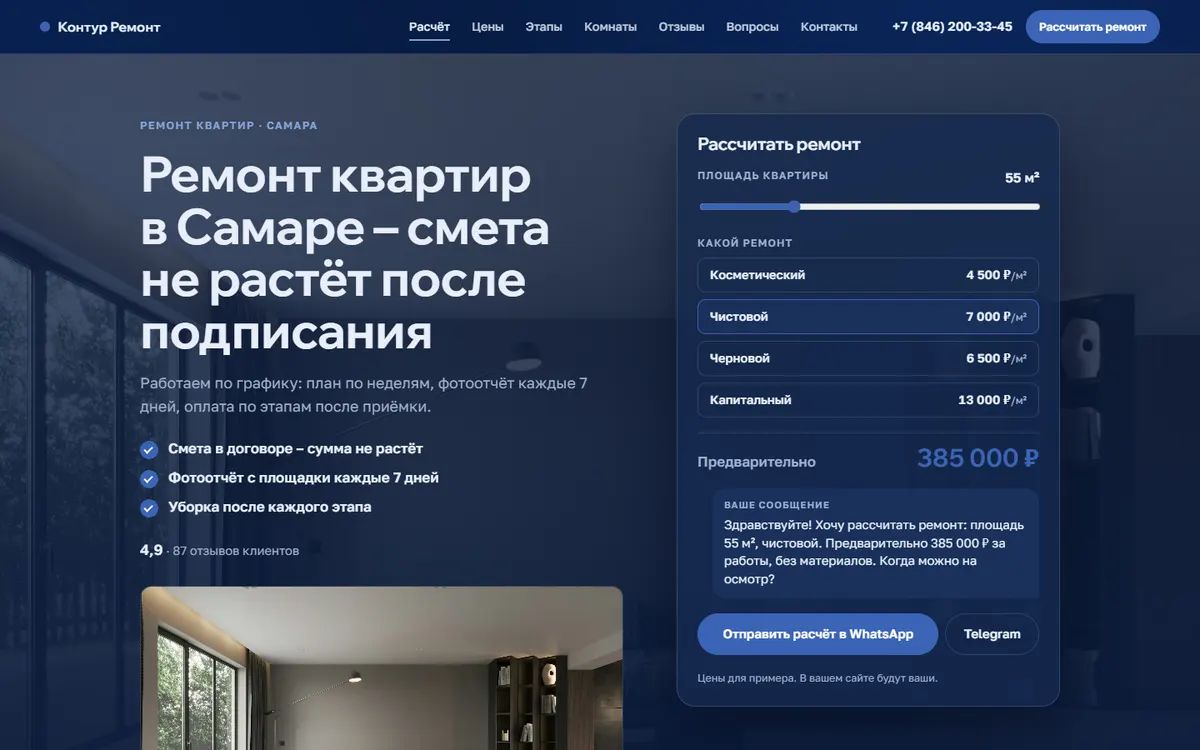 Контур Ремонт
Расчёт
Цены
Этапы
Комнаты
Отзывы
Вопросы
Контакты
+7 (846) 200-33-45
Рассчитать ремонт
РЕМОНТ КВАРТИР · САМАРА
Ремонт квартир
в Самаре – смета
не растёт после
подписания
Работаем по графику: план по неделям, фотоотчёт каждые 7
дней, оплата по этапам после приёмки.
Смета в договоре – сумма не растёт
Фотоотчёт с площадки каждые 7 дней
Уборка после каждого этапа
4,9 · 87 отзывов клиентов
Рассчитать ремонт
ПЛОЩАДЬ КВАРТИРЫ
55 м²
КАКОЙ РЕМОНТ
Косметический 4 500 ₽/м²
Чистовой 7 000 ₽/м²
Черновой 6 500 ₽/м²
Капитальный 13 000 ₽/м²
Предварительно 385 000 ₽
ВАШЕ СООБЩЕНИЕ
Здравствуйте! Хочу рассчитать ремонт: площадь
55 м², чистовой. Предварительно 385 000 ₽ за
работы, без материалов. Когда можно на
осмотр?
Отправить расчёт в WhatsApp
Telegram
Цены для примера. В вашем сайте будут ваши.